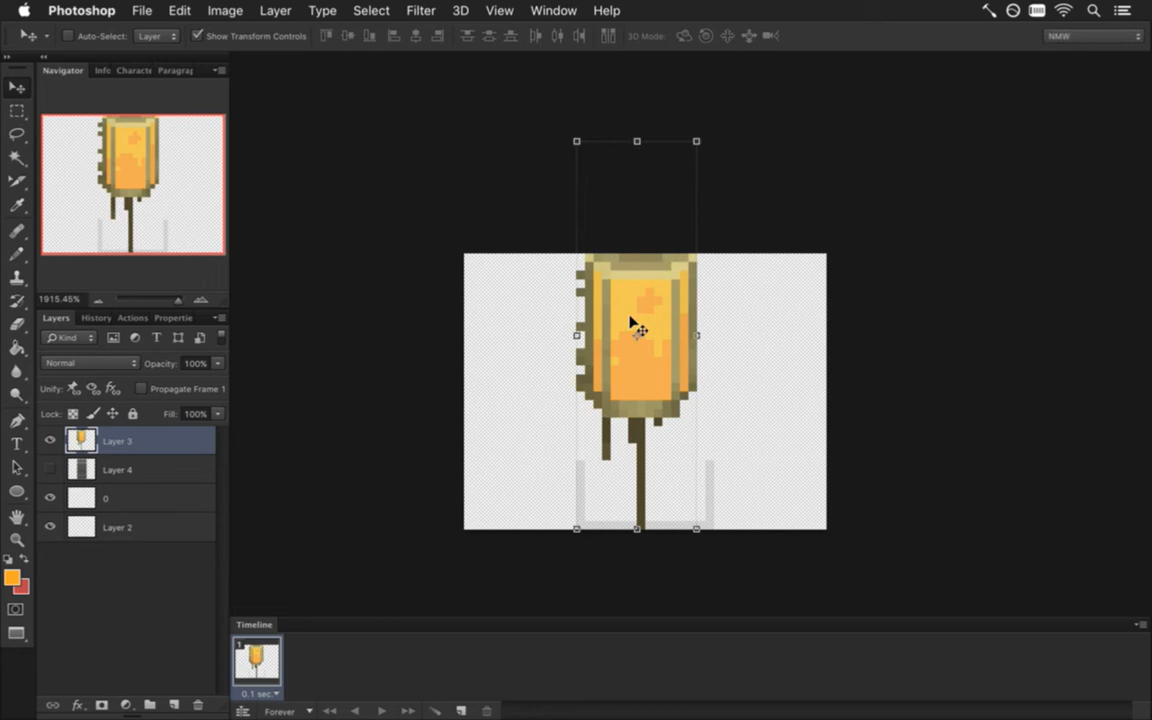 Photoshop File Edit Image Layer Type Select Filter 3D View Window Help
Auto-Select: Layer Show Transform Controls 3D Mode: NMW
Navigator Info Characte Paragrap
1915.45%
Layers History Actions Propertie
Kind
Normal Opacity: 100%
Unify: Propagate Frame 1
Lock: Fill: 100%
Layer 3
Layer 4
0
Layer 2
Timeline
1
0.1 sec.
Forever